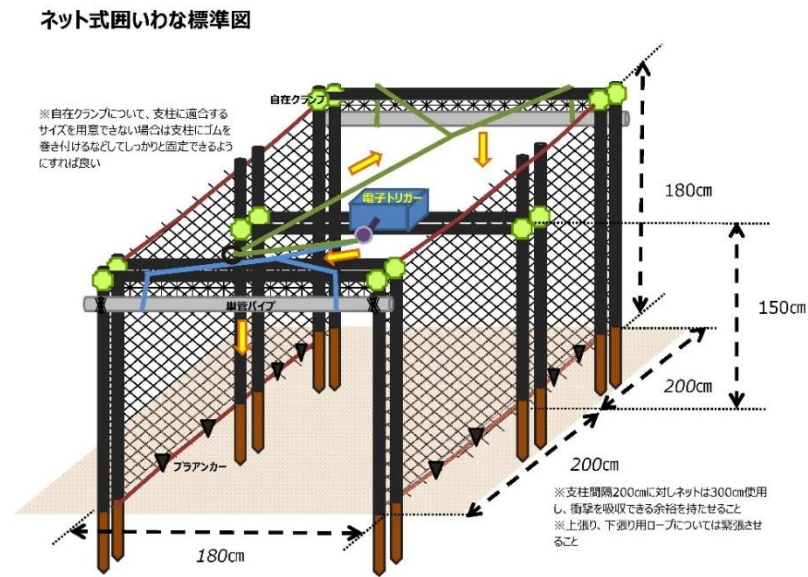 ネット式囲いわな標準図
※自在クランプについて、支柱に適合する
サイズを用意できない場合は支柱にゴムを
巻き付けるなどしてしっかりと固定できるよう
にすれば良い
自在クランプ
電子トリガー
単管パイプ
プラアンカー
180㎝
150㎝
200㎝
200㎝
180㎝
※支柱間隔200㎝に対しネットは300㎝使用
し、衝撃を吸収できる余裕を持たせること
※上張り、下張り用ロープについては緊張させ
ること